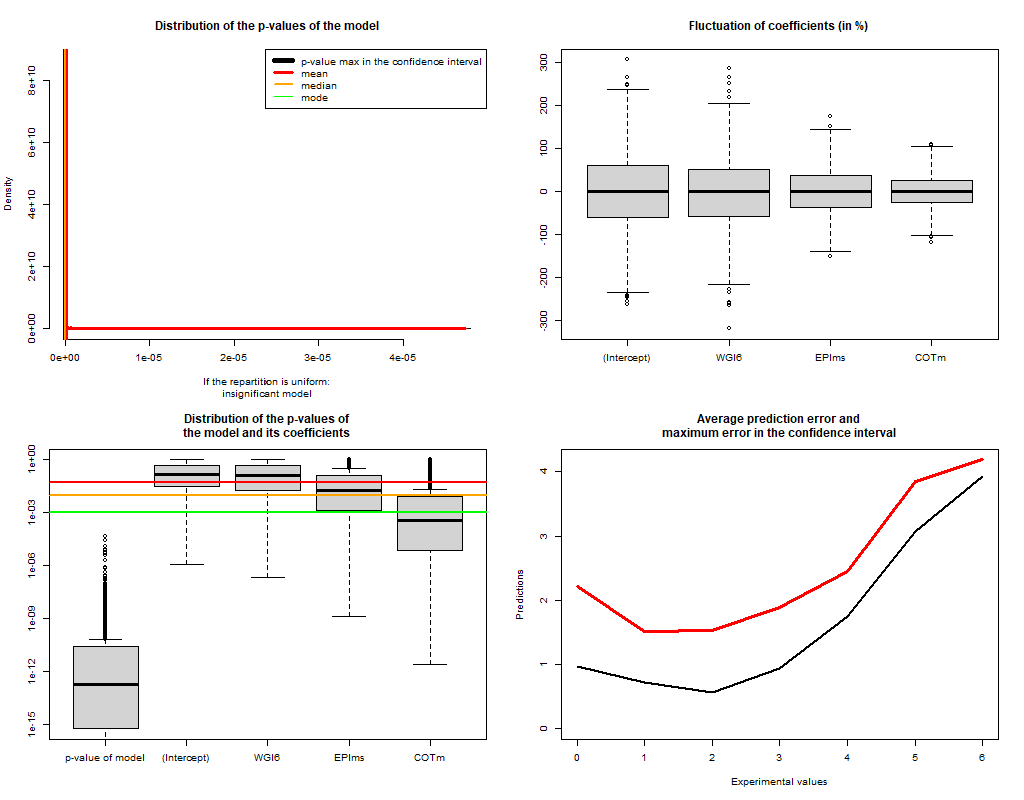 Distribution of the p-values of the model
p-value max in the confidence interval
mean
median
mode
Density
8e+10
6e+10
4e+10
2e+10
0e+00
0e+00 1e-05 2e-05 3e-05 4e-05
If the repartition is uniform:
insignificant model
Fluctuation of coefficients (in %)
300
200
100
0
-100
-200
-300
(Intercept) WGI6 EPIms COTm
Distribution of the p-values of
the model and its coefficients
1e+00
1e-03
1e-06
1e-09
1e-12
1e-15
p-value of model (Intercept) WGI6 EPIms COTm
Average prediction error and
maximum error in the confidence interval
Predictions
4
3
2
1
0
0 1 2 3 4 5 6
Experimental values